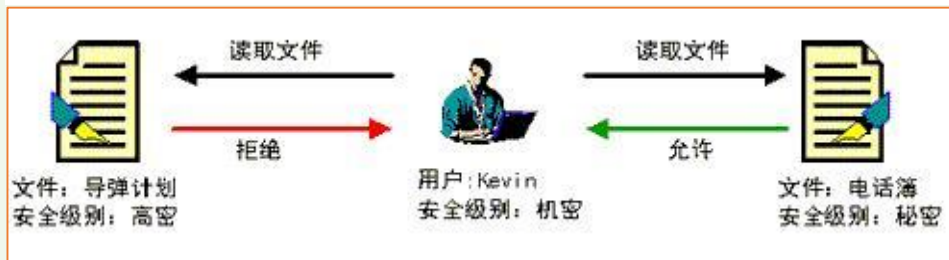 读取文件
读取文件
拒绝
允许
文件：导弹计划
安全级别：高密
用户:Kevin
安全级别：机密
文件：电话簿
安全级别：秘密